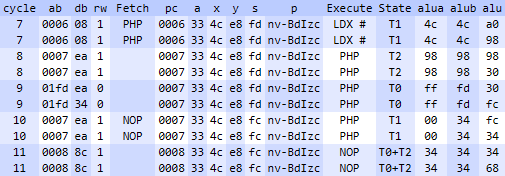 cycle ab db rw Fetch pc a x y s p Execute State alua alub alu
7 0006 08 1 PHP 0006 33 4c e8 fd nv-BdIzc LDX # T1 4c 4c a0
7 0006 08 1 PHP 0006 33 4c e8 fd nv-BdIzc LDX # T1 4c 4c 98
8 0007 ea 1 0007 33 4c e8 fd nv-BdIzc PHP T2 98 98 98
8 0007 ea 1 0007 33 4c e8 fd nv-BdIzc PHP T2 98 98 30
9 01fd ea 0 0007 33 4c e8 fd nv-BdIzc PHP T0 ff fd 30
9 01fd 34 0 0007 33 4c e8 fd nv-BdIzc PHP T0 ff fd fc
10 0007 ea 1 NOP 0007 33 4c e8 fc nv-BdIzc PHP T1 00 34 fc
10 0007 ea 1 NOP 0007 33 4c e8 fc nv-BdIzc PHP T1 00 34 34
11 0008 8c 1 0008 33 4c e8 fc nv-BdIzc NOP T0+T2 34 34 34
11 0008 8c 1 0008 33 4c e8 fc nv-BdIzc NOP T0+T2 34 34 68